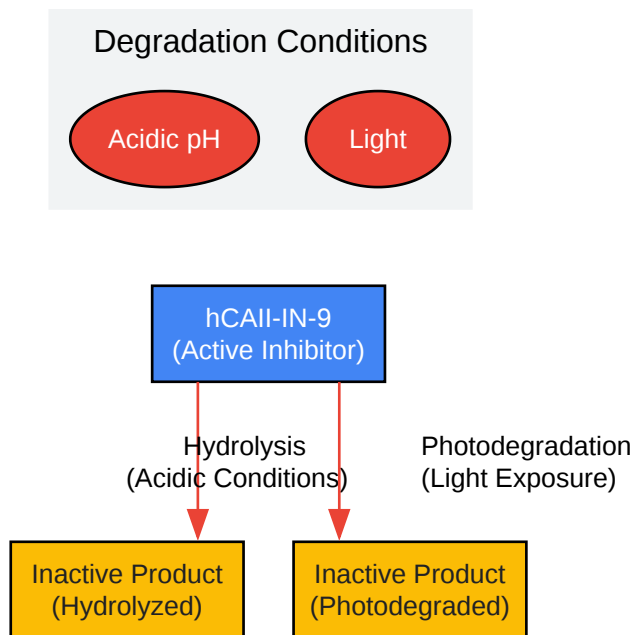 Degradation Conditions
Acidic pH
Light
hCAII-IN-9
(Active Inhibitor)
Hydrolysis
(Acidic Conditions)
Photodegradation
(Light Exposure)
Inactive Product
(Hydrolyzed)
Inactive Product
(Photodegraded)